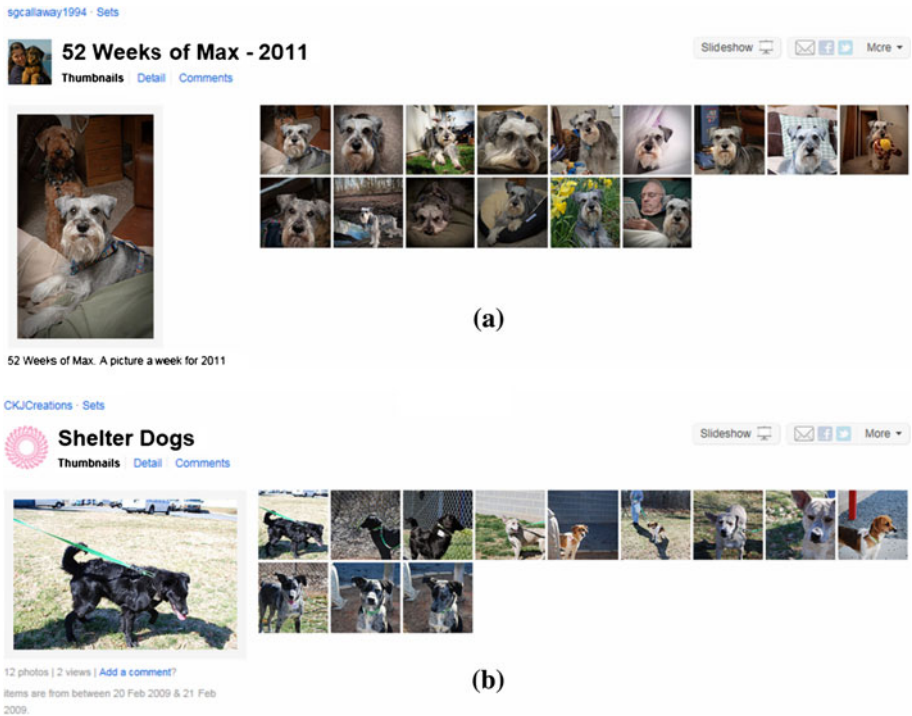 sgcallaway1994 · Sets
52 Weeks of Max - 2011
Slideshow
More
Thumbnails Detail Comments
(a)
52 Weeks of Max. A picture a week for 2011
CKJCreations · Sets
Shelter Dogs
Slideshow
More
Thumbnails Detail Comments
12 photos | 2 views | Add a comment?
items are from between 20 Feb 2009 & 21 Feb
2009.
(b)